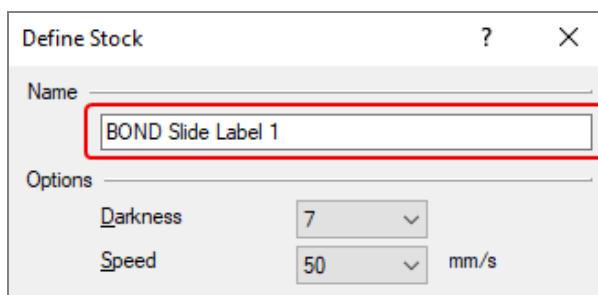 Define Stock ? ✕
Name
BOND Slide Label 1
Options
Darkness 7
Speed 50 mm/s